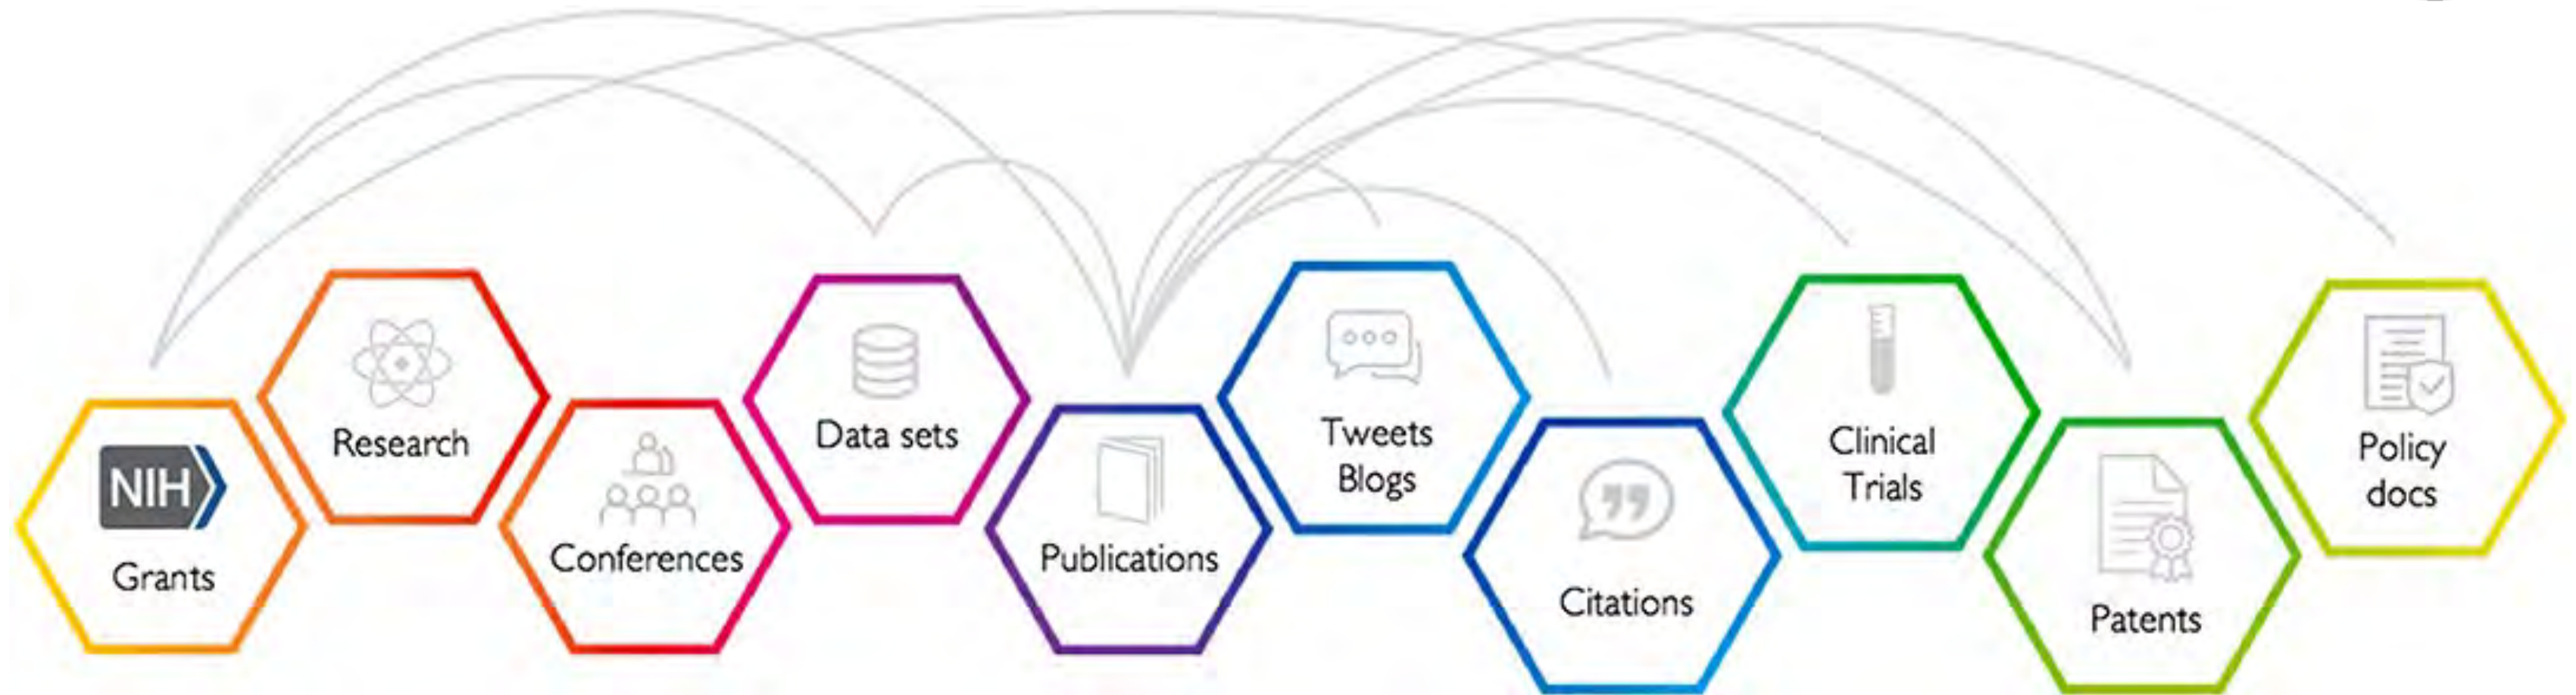 NIH
Grants
Research
Conferences
Data sets
Publications
Tweets
Blogs
Citations
Clinical
Trials
Patents
Policy
docs